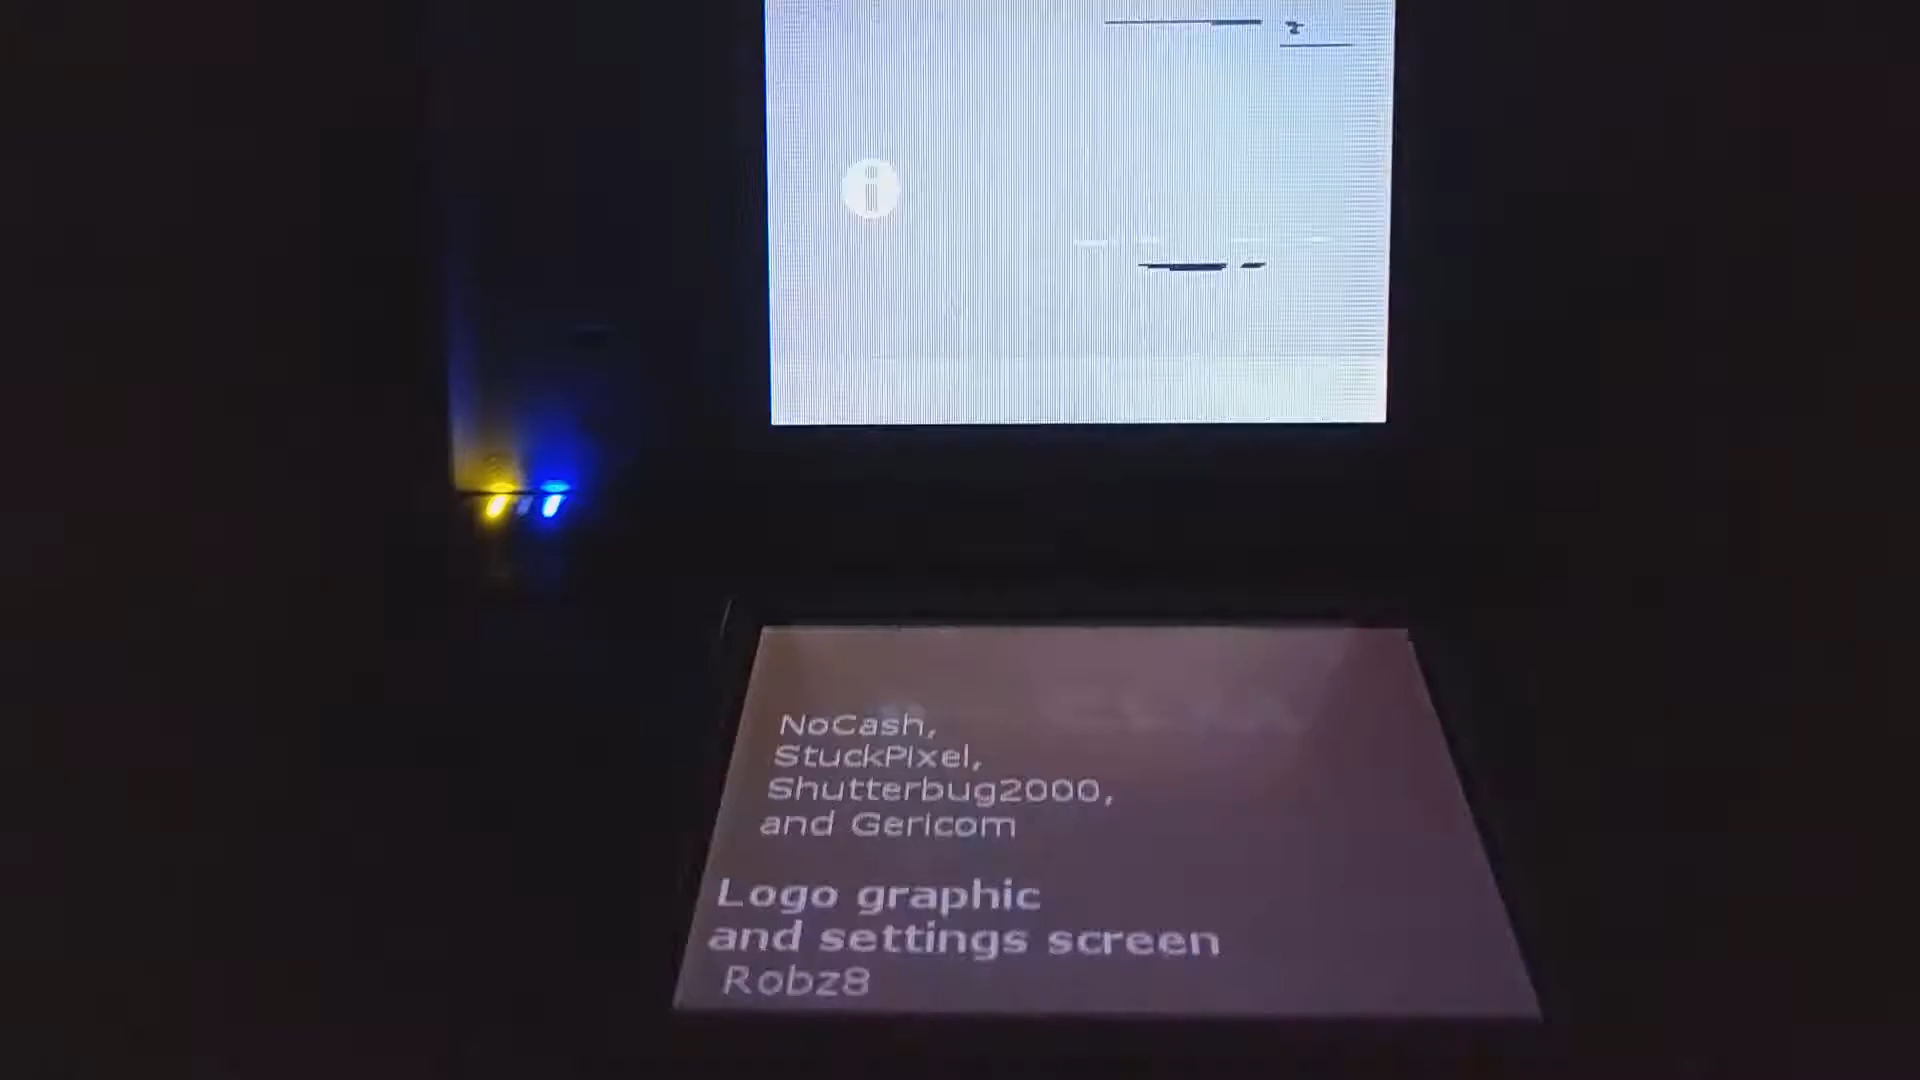 NoCash,
StuckPixel,
Shutterbug2000,
and Gericom
Logo graphic
and settings screen
Robz8